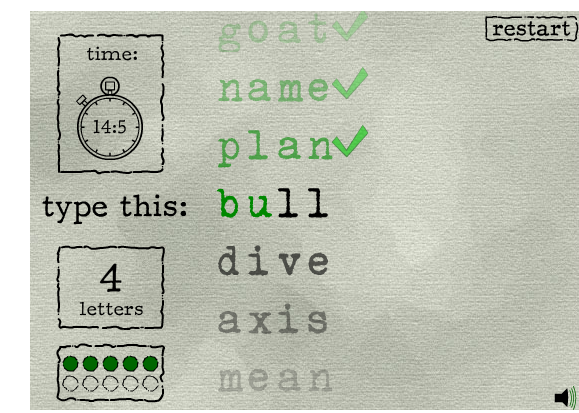 time:
14:5
type this:
4
letters
goat
name
plan
bull
dive
axis
mean
restart